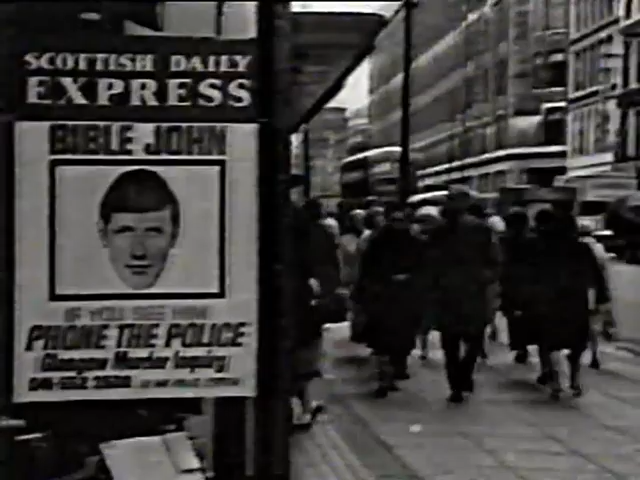 SCOTTISH DAILY
EXPRESS
BIBLE JOHN
IF YOU SEE HIM
PHONE THE POLICE
Glasgow Murder Inquiry